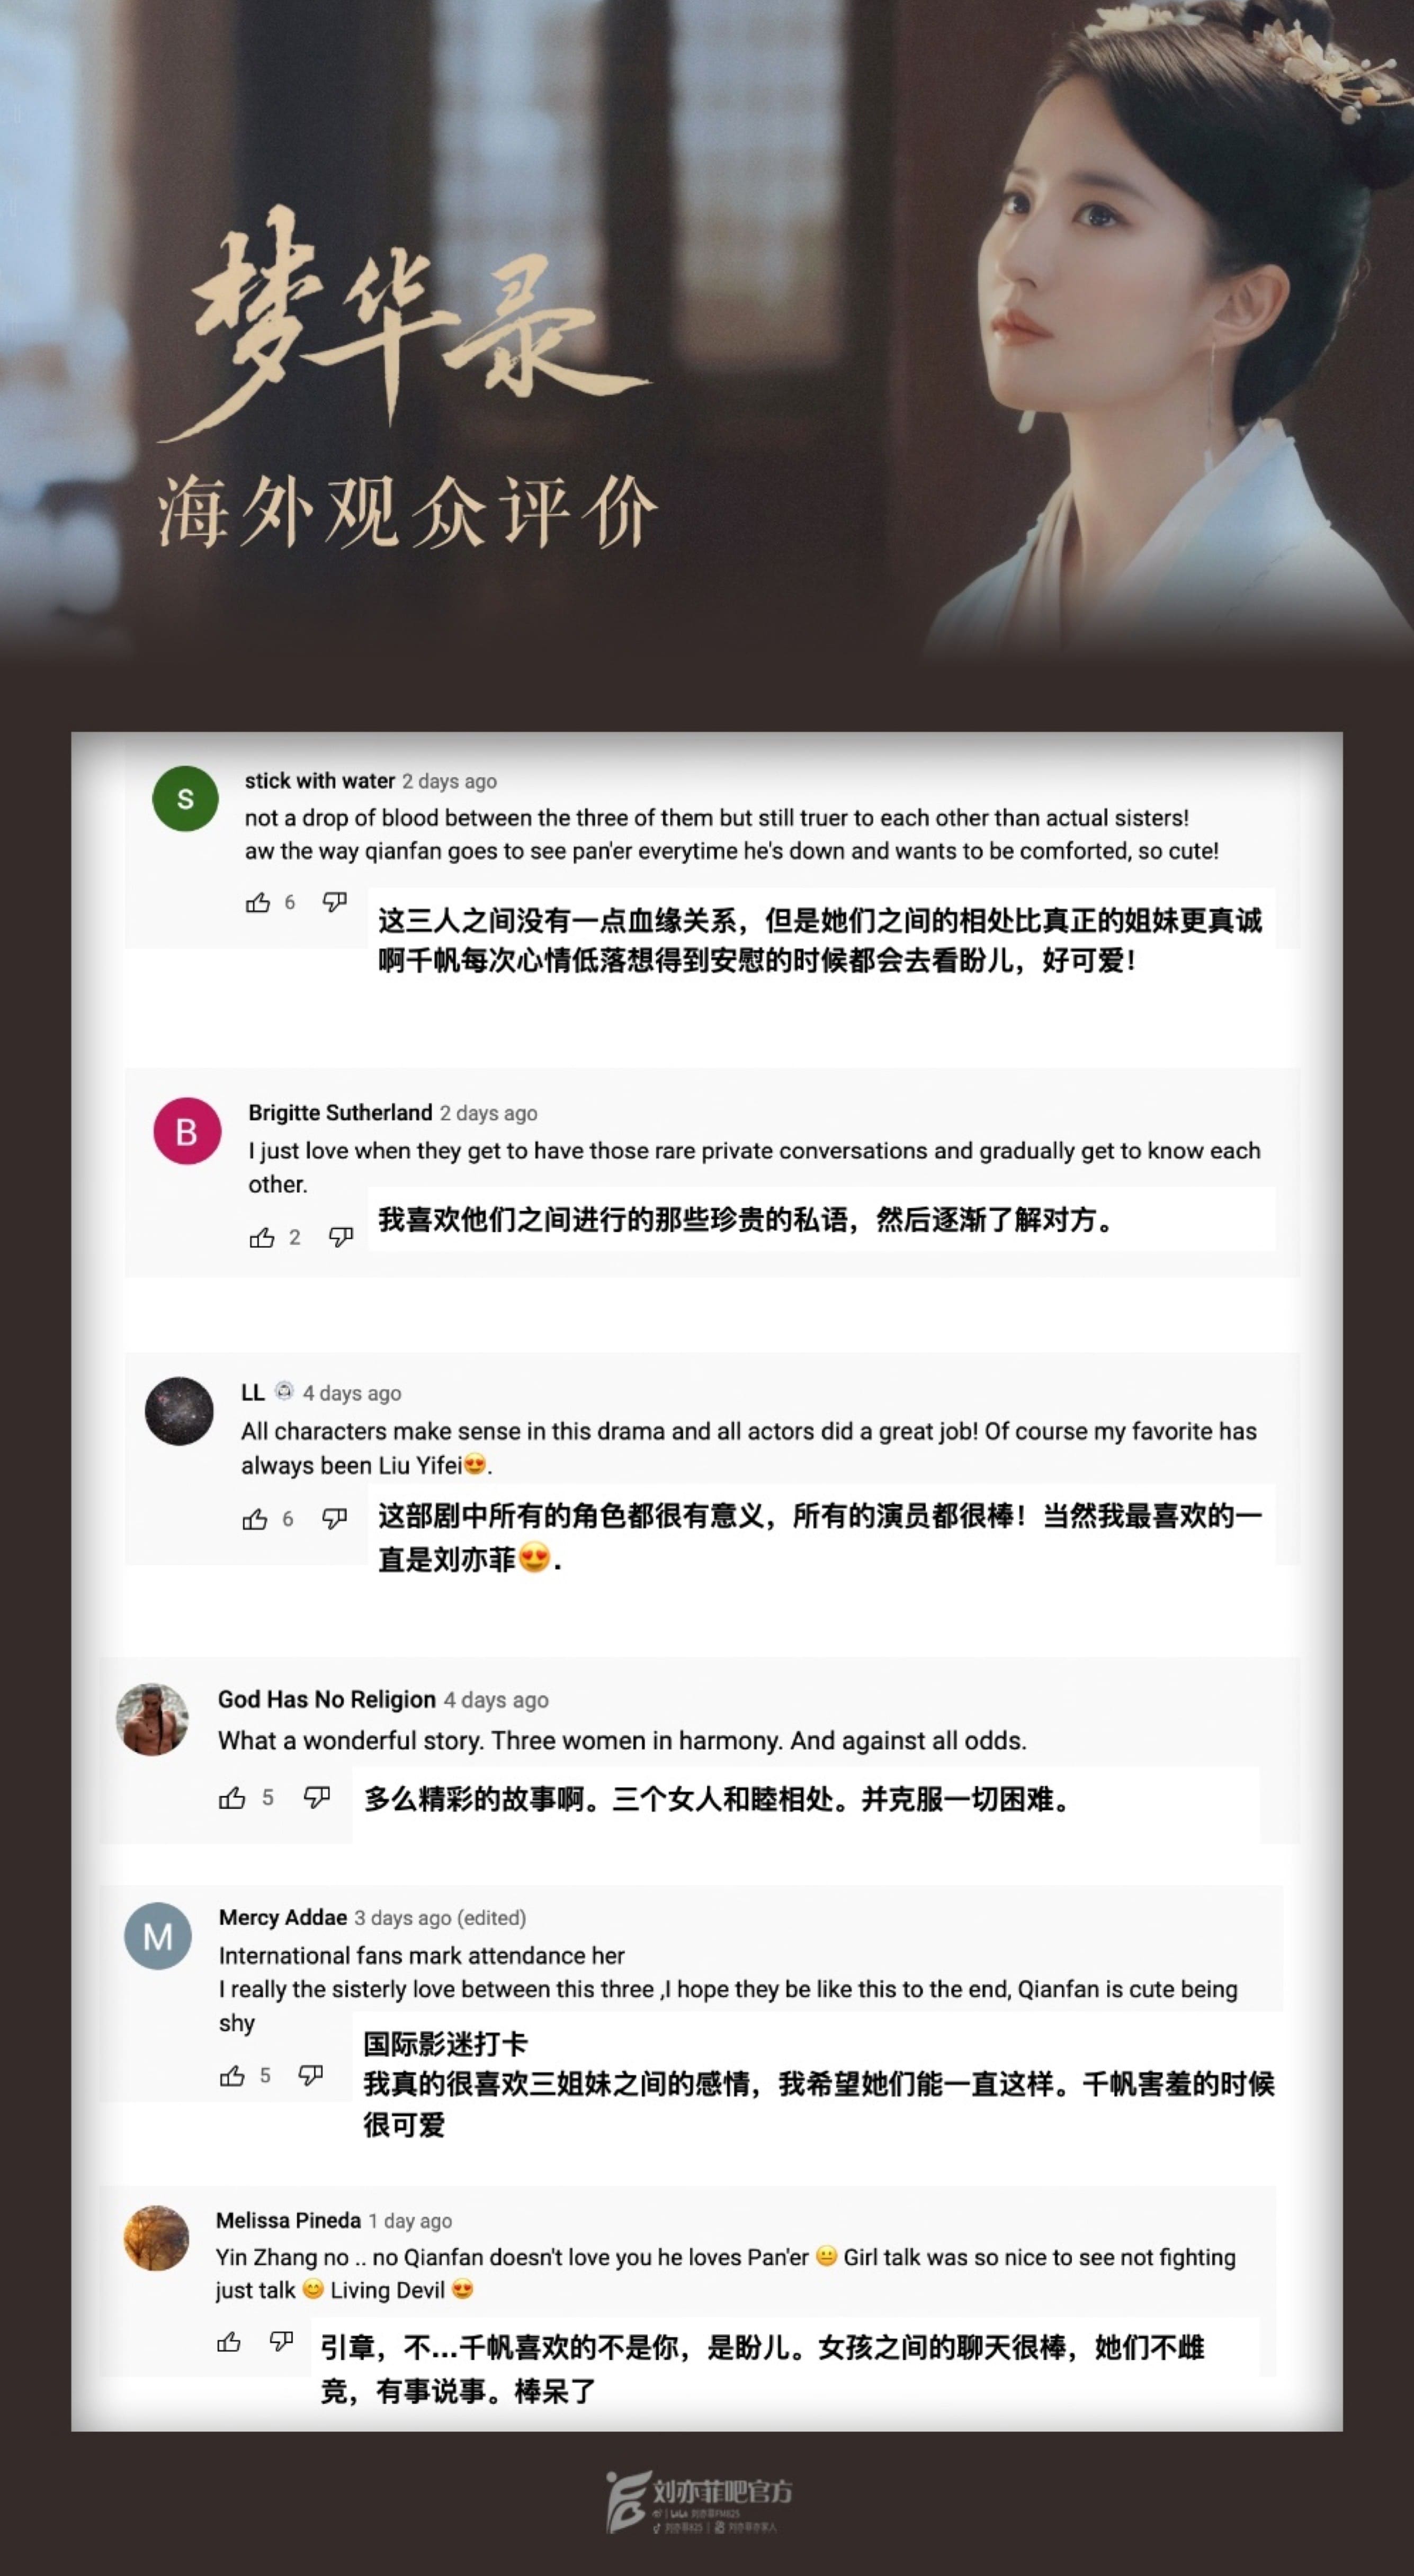 梦华录
海外观众评价
S
stick with water 2 days ago
not a drop of blood between the three of them but still truer to each other than actual sisters!
aw the way qianfan goes to see pan'er everytime he's down and wants to be comforted, so cute!
6
这三人之间没有一点血缘关系，但是她们之间的相处比真正的姐妹更真诚
啊千帆每次心情低落想得到安慰的时候都会去看盼儿，好可爱！
B
Brigitte Sutherland 2 days ago
I just love when they get to have those rare private conversations and gradually get to know each
other.
我喜欢他们之间进行的那些珍贵的私语，然后逐渐了解对方。
2
LL 4 days ago
All characters make sense in this drama and all actors did a great job! Of course my favorite has
always been Liu Yifei😍.
6
这部剧中所有的角色都很有意义，所有的演员都很棒！当然我最喜欢的一
直是刘亦菲😍.
God Has No Religion 4 days ago
What a wonderful story. Three women in harmony. And against all odds.
5
多么精彩的故事啊。三个女人和睦相处。并克服一切困难。
M
Mercy Addae 3 days ago (edited)
International fans mark attendance her
I really the sisterly love between this three ,I hope they be like this to the end, Qianfan is cute being
shy
5
国际影迷打卡
我真的很喜欢三姐妹之间的感情，我希望她们能一直这样。千帆害羞的时候
很可爱
Melissa Pineda 1 day ago
Yin Zhang no .. no Qianfan doesn't love you he loves Pan'er 😐 Girl talk was so nice to see not fighting
just talk 😊 Living Devil 😍
引章，不...千帆喜欢的不是你，是盼儿。女孩之间的聊天很棒，她们不雌
竞，有事说事。棒呆了
刘亦菲吧官方